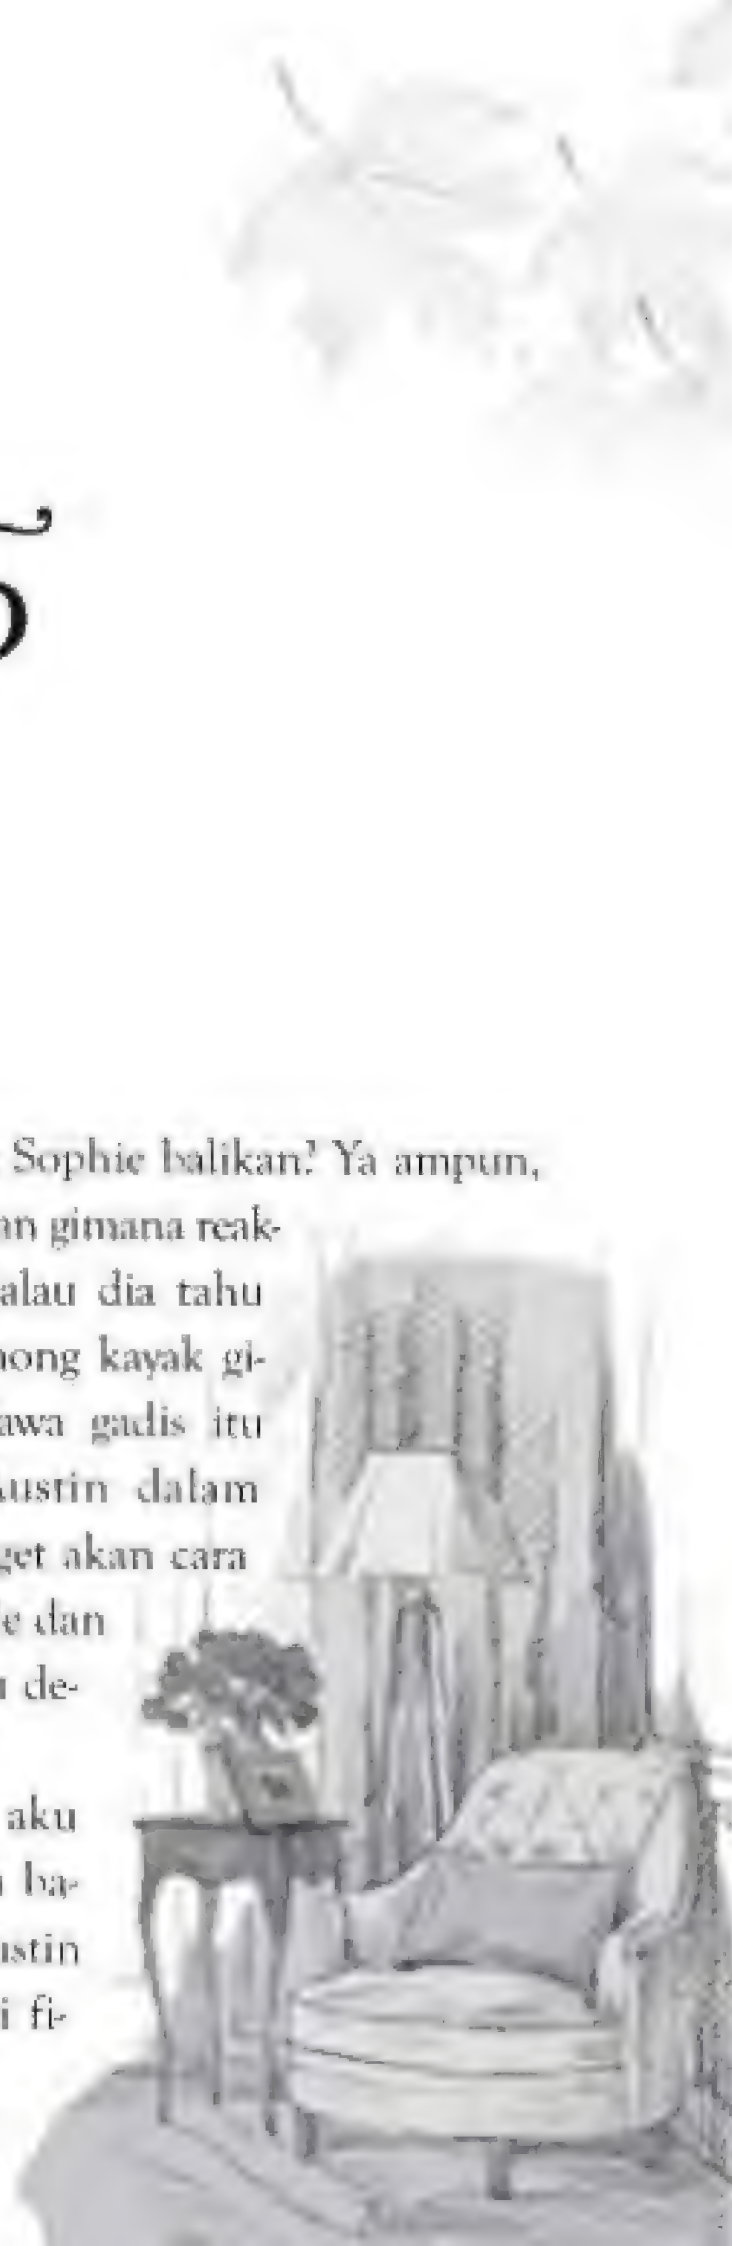 Sophie balikan? Ya ampun,
an gimana reak-
alau dia tahu
nong kayak gi-
awa gadis itu
Austin dalam
get akan cara
e dan
u de-
aku
ba-
ustin
i fi-